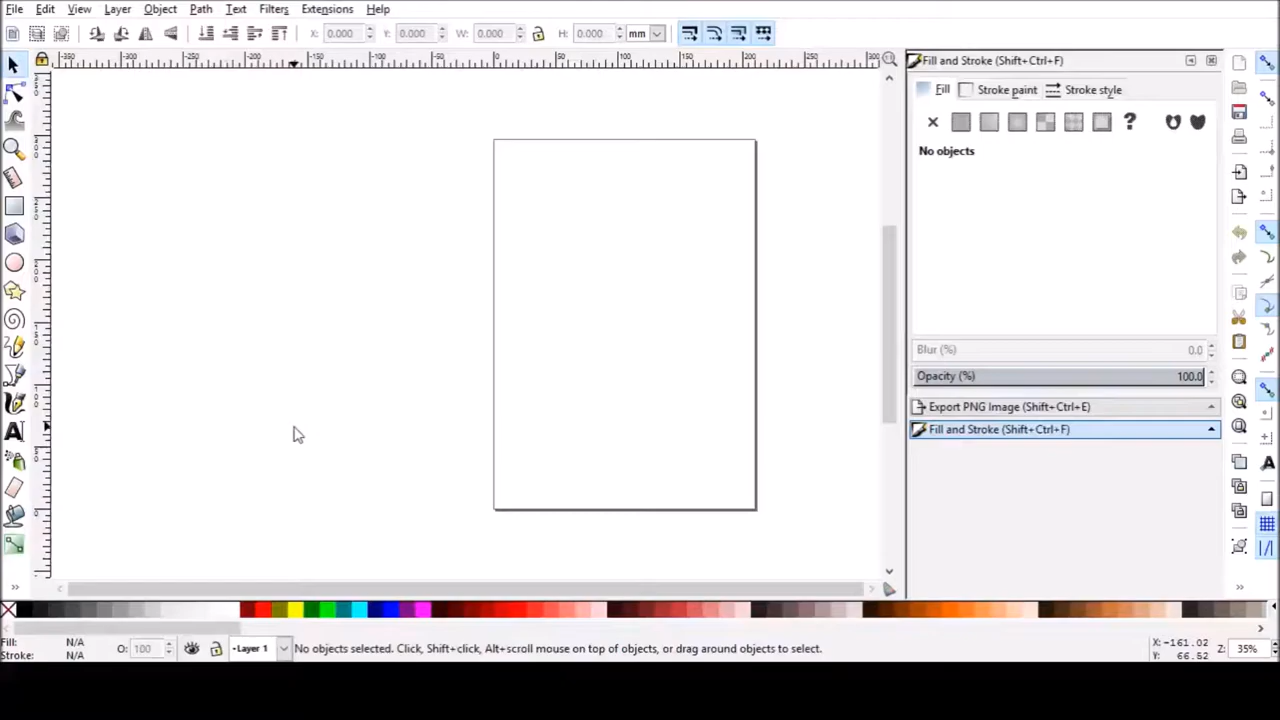 File Edit View Layer Object Path Text Filters Extensions Help
X: 0.000 Y: 0.000 W: 0.000 H: 0.000 mm
Fill and Stroke (Shift+Ctrl+F)
Fill Stroke paint Stroke style
No objects
Blur (%) 0.0
Opacity (%) 100.0
Export PNG Image (Shift+Ctrl+E)
Fill and Stroke (Shift+Ctrl+F)
Fill: N/A
Stroke: N/A
O: 100
Layer 1
No objects selected. Click, Shift+click, Alt+scroll mouse on top of objects, or drag around objects to select.
X: -161.02
Y: 66.52
Z: 35%